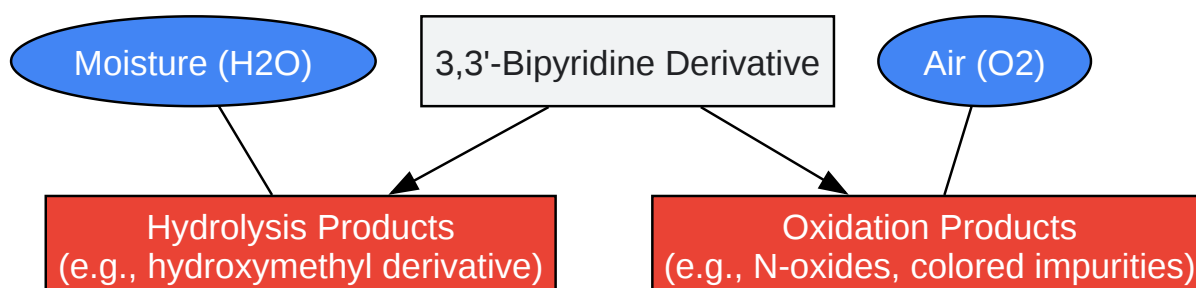 Moisture (H2O)
3,3'-Bipyridine Derivative
Air (O2)
Hydrolysis Products
(e.g., hydroxymethyl derivative)
Oxidation Products
(e.g., N-oxides, colored impurities)